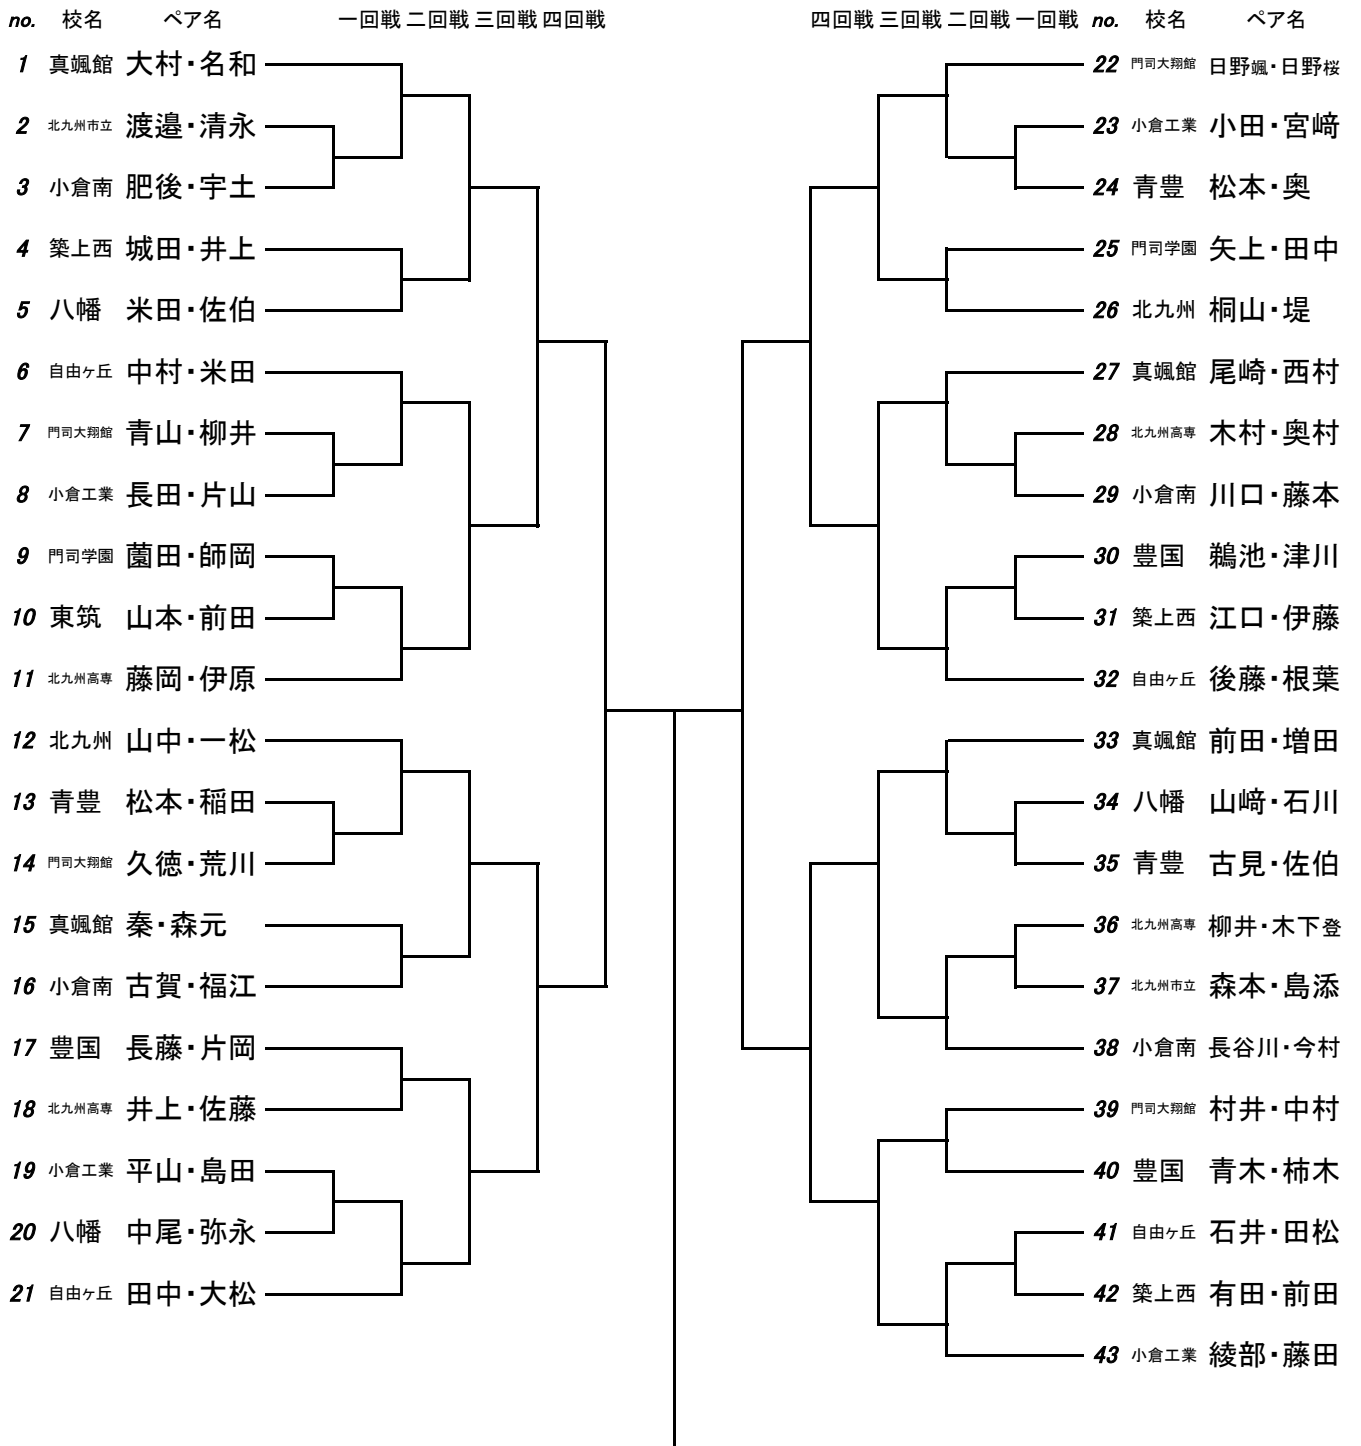 no. 校名 ペア名 一回戦 二回戦 三回戦 四回戦
1 真颯館 大村・名和
2 北九州市立 渡邉・清永
3 小倉南 肥後・宇土
4 築上西 城田・井上
5 八幡 米田・佐伯
6 自由ヶ丘 中村・米田
7 門司大翔館 青山・柳井
8 小倉工業 長田・片山
9 門司学園 薗田・師岡
10 東筑 山本・前田
11 北九州高専 藤岡・伊原
12 北九州 山中・一松
13 青豊 松本・稲田
14 門司大翔館 久徳・荒川
15 真颯館 秦・森元
16 小倉南 古賀・福江
17 豊国 長藤・片岡
18 北九州高専 井上・佐藤
19 小倉工業 平山・島田
20 八幡 中尾・弥永
21 自由ヶ丘 田中・大松
四回戦 三回戦 二回戦 一回戦 no. 校名 ペア名
22 門司大翔館 日野颯・日野桜
23 小倉工業 小田・宮﨑
24 青豊 松本・奥
25 門司学園 矢上・田中
26 北九州 桐山・堤
27 真颯館 尾崎・西村
28 北九州高専 木村・奥村
29 小倉南 川口・藤本
30 豊国 鵜池・津川
31 築上西 江口・伊藤
32 自由ヶ丘 後藤・根葉
33 真颯館 前田・増田
34 八幡 山﨑・石川
35 青豊 古見・佐伯
36 北九州高専 柳井・木下登
37 北九州市立 森本・島添
38 小倉南 長谷川・今村
39 門司大翔館 村井・中村
40 豊国 青木・柿木
41 自由ヶ丘 石井・田松
42 築上西 有田・前田
43 小倉工業 綾部・藤田